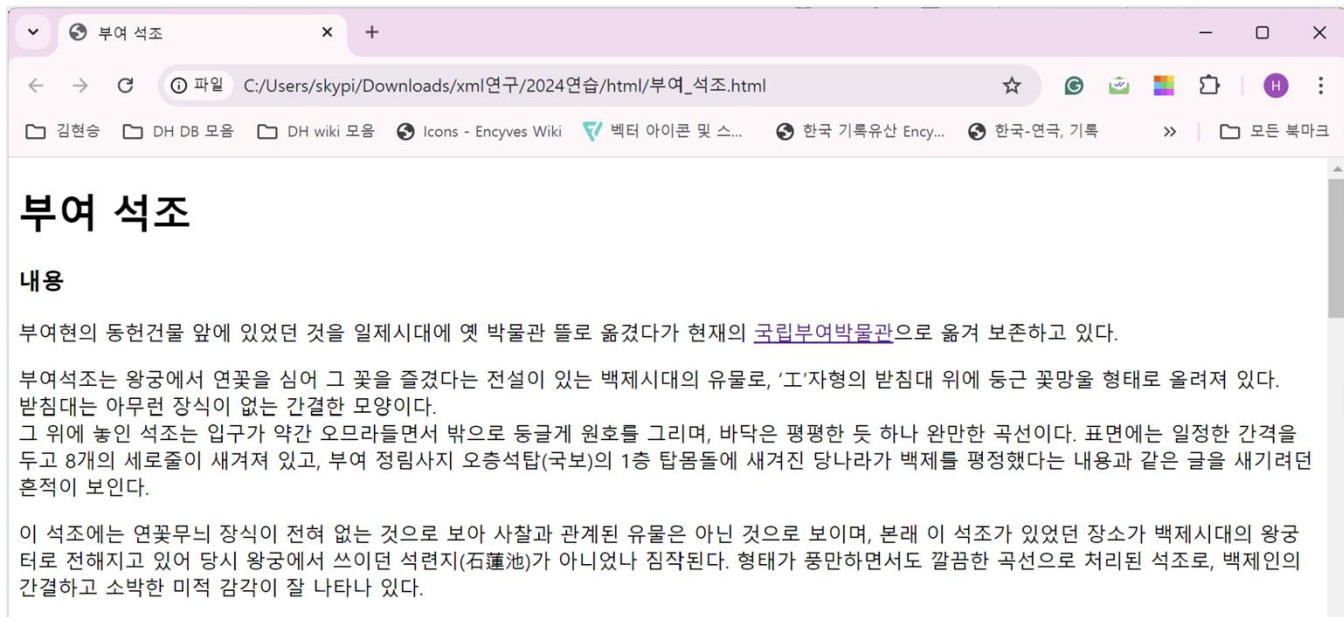 부여 석조
파일 C:/Users/skypi/Downloads/xml연구/2024연습/html/부여_석조.html
H
김현승 DH DB 모음 DH wiki 모음 Icons - Encyves Wiki 벡터 아이콘 및 스... 한국 기록유산 Ency... 한국-연극, 기록 » 모든 북마크
부여 석조
내용
부여현의 동헌건물 앞에 있었던 것을 일제시대에 옛 박물관 뜰로 옮겼다가 현재의 국립부여박물관으로 옮겨 보존하고 있다.
부여석조는 왕궁에서 연꽃을 심어 그 꽃을 즐겼다는 전설이 있는 백제시대의 유물로, ‘工’자형의 받침대 위에 둥근 꽃망울 형태로 올려져 있다.
받침대는 아무런 장식이 없는 간결한 모양이다.
그 위에 놓인 석조는 입구가 약간 오므라들면서 밖으로 둥글게 원호를 그리며, 바닥은 평평한 듯 하나 완만한 곡선이다. 표면에는 일정한 간격을
두고 8개의 세로줄이 새겨져 있고, 부여 정림사지 오층석탑(국보)의 1층 탑몸돌에 새겨진 당나라가 백제를 평정했다는 내용과 같은 글을 새기려던
흔적이 보인다.
이 석조에는 연꽃무늬 장식이 전혀 없는 것으로 보아 사찰과 관계된 유물은 아닌 것으로 보이며, 본래 이 석조가 있었던 장소가 백제시대의 왕궁
터로 전해지고 있어 당시 왕궁에서 쓰이던 석련지(石蓮池)가 아니었나 짐작된다. 형태가 풍만하면서도 깔끔한 곡선으로 처리된 석조로, 백제인의
간결하고 소박한 미적 감각이 잘 나타나 있다.